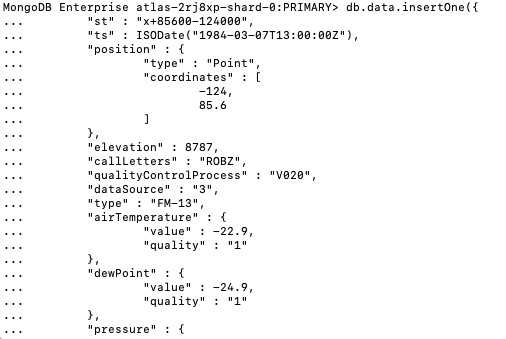 MongoDB Enterprise atlas-2rj8xp-shard-0:PRIMARY> db.data.insertOne({
... "st" : "x+85600-124000",
... "ts" : ISODate("1984-03-07T13:00:00Z"),
... "position" : {
... "type" : "Point",
... "coordinates" : [
... -124,
... 85.6
... ]
... },
... "elevation" : 8787,
... "callLetters" : "ROBZ",
... "qualityControlProcess" : "V020",
... "dataSource" : "3",
... "type" : "FM-13",
... "airTemperature" : {
... "value" : -22.9,
... "quality" : "1"
... },
... "dewPoint" : {
... "value" : -24.9,
... "quality" : "1"
... },
... "pressure" : {